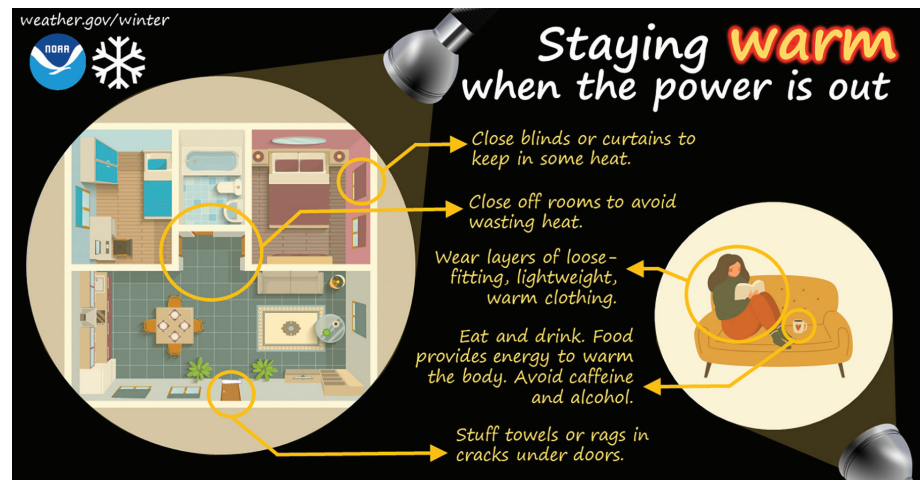 weather.gov/winter
NOAA
Staying warm
when the power is out
Close blinds or curtains to
keep in some heat.
Close off rooms to avoid
wasting heat.
Wear layers of loose-
fitting, lightweight,
warm clothing.
Eat and drink. Food
provides energy to warm
the body. Avoid caffeine
and alcohol.
Stuff towels or rags in
cracks under doors.